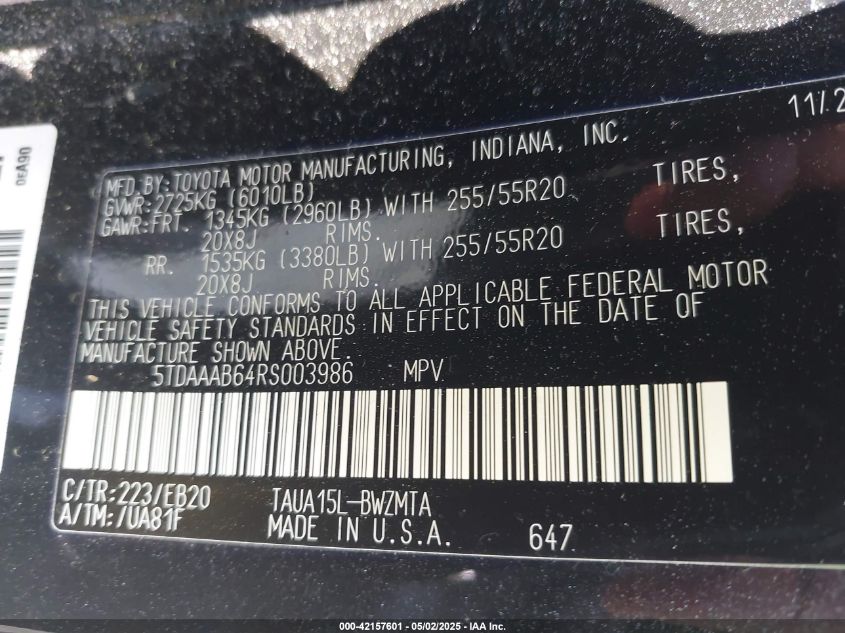 11/2
MFD.BY:TOYOTA MOTOR MANUFACTURING, INDIANA, INC.
GVWR:2725KG (6010LB)
GAWR:FRT. 1345KG (2960LB) WITH 255/55R20 TIRES,
20X8J RIMS.
RR. 1535KG (3380LB) WITH 255/55R20 TIRES,
20X8J RIMS.
THIS VEHICLE CONFORMS TO ALL APPLICABLE FEDERAL MOTOR
VEHICLE SAFETY STANDARDS IN EFFECT ON THE DATE OF
MANUFACTURE SHOWN ABOVE.
5TDAAAB64RS003986 MPV
C/TR:223/EB20 TAUA15L-BWZMTA
A/TM:/UA81F MADE IN U.S.A. 647
0EA90
000-42157601 - 05/02/2025 - IAA Inc.